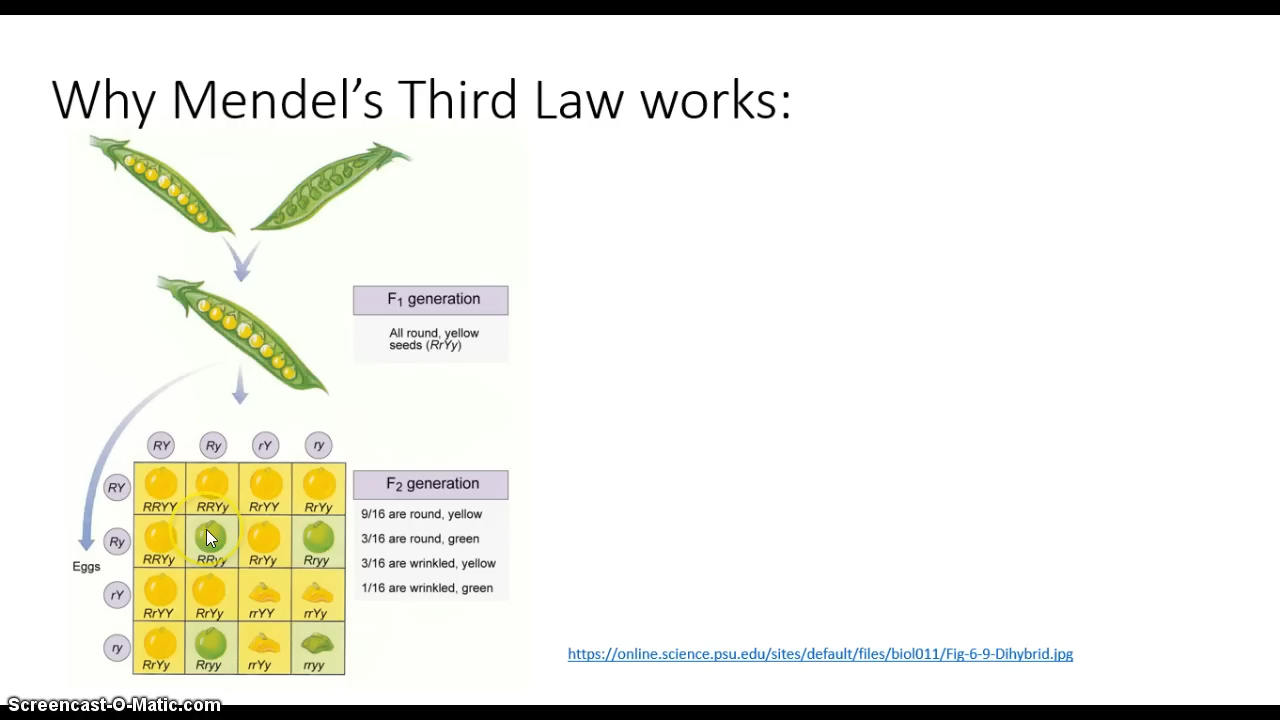 Why Mendel's Third Law works:
F1 generation
All round, yellow
seeds (RrYy)
RY Ry rY ry
RY RRYY RRYy RrYY RrYy
Ry RRYy RRyy RrYy Rryy
Eggs
rY RrYY RrYy rrYY rrYy
ry RrYy Rryy rrYy rryy
F2 generation
9/16 are round, yellow
3/16 are round, green
3/16 are wrinkled, yellow
1/16 are wrinkled, green
https://online.science.psu.edu/sites/default/files/biol011/Fig-6-9-Dihybrid.jpg
Screencast-O-Matic.com